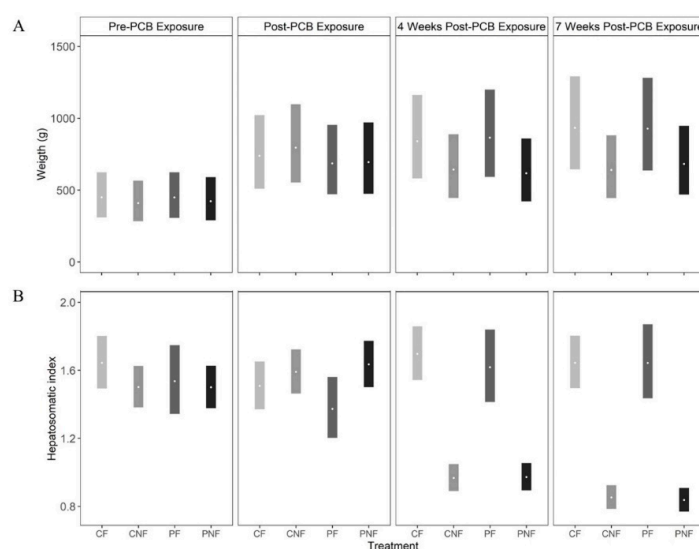 A
Pre-PCB Exposure Post-PCB Exposure 4 Weeks Post-PCB Exposure 7 Weeks Post-PCB Exposure
1500
1000
500
0
Weigth (g)
B
2.0
1.6
1.2
0.8
Hepatosomatic index
CF CNF PF PNF CF CNF PF PNF CF CNF PF PNF CF CNF PF PNF
Treatment